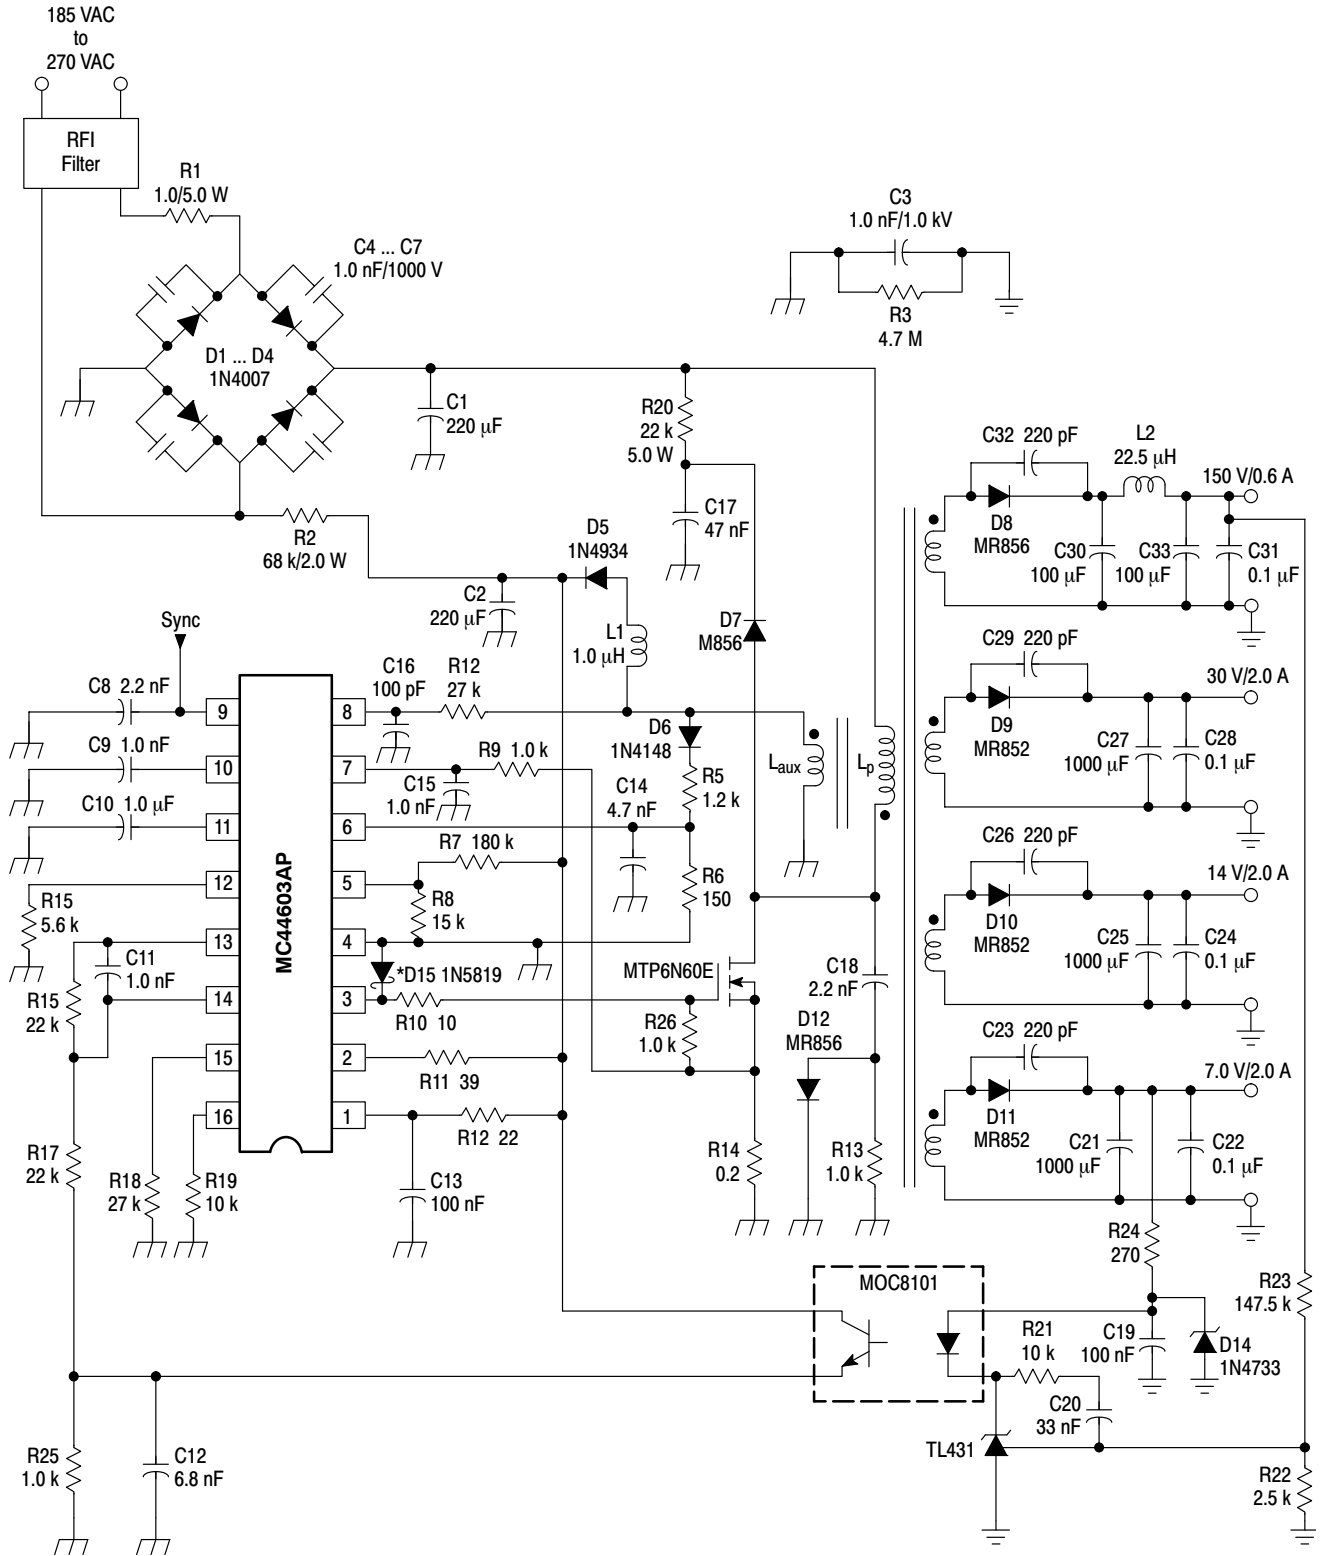 185 VAC
to
270 VAC
RFI
Filter
R1
1.0/5.0 W
C4 ... C7
1.0 nF/1000 V
D1 ... D4
1N4007
C3
1.0 nF/1.0 kV
R3
4.7 M
C1
220 µF
R20
22 k
5.0 W
C17
47 nF
R2
68 k/2.0 W
D5
1N4934
C2
220 µF
L1
1.0 µH
D7
M856
C32 220 pF
L2
22.5 µH
150 V/0.6 A
D8
MR856
C30
100 µF
C33
100 µF
C31
0.1 µF
Sync
C8 2.2 nF
C9 1.0 nF
C10 1.0 µF
R15
5.6 k
C11
1.0 nF
R15
22 k
R17
22 k
R18
27 k
R19
10 k
MC44603AP
9
10
11
12
13
14
15
16
8
7
6
5
4
3
2
1
C16
100 pF
R12
27 k
D6
1N4148
R9 1.0 k
C15
1.0 nF
C14
4.7 nF
R5
1.2 k
R7 180 k
R8
15 k
R6
150
*D15 1N5819
R10 10
R11 39
R12 22
C13
100 nF
MTP6N60E
R26
1.0 k
R14
0.2
Laux
Lp
C18
2.2 nF
D12
MR856
R13
1.0 k
C29 220 pF
30 V/2.0 A
D9
MR852
C27
1000 µF
C28
0.1 µF
C26 220 pF
14 V/2.0 A
D10
MR852
C25
1000 µF
C24
0.1 µF
C23 220 pF
7.0 V/2.0 A
D11
MR852
C21
1000 µF
C22
0.1 µF
R24
270
R23
147.5 k
MOC8101
R21
10 k
C19
100 nF
D14
1N4733
C20
33 nF
TL431
R22
2.5 k
R25
1.0 k
C12
6.8 nF